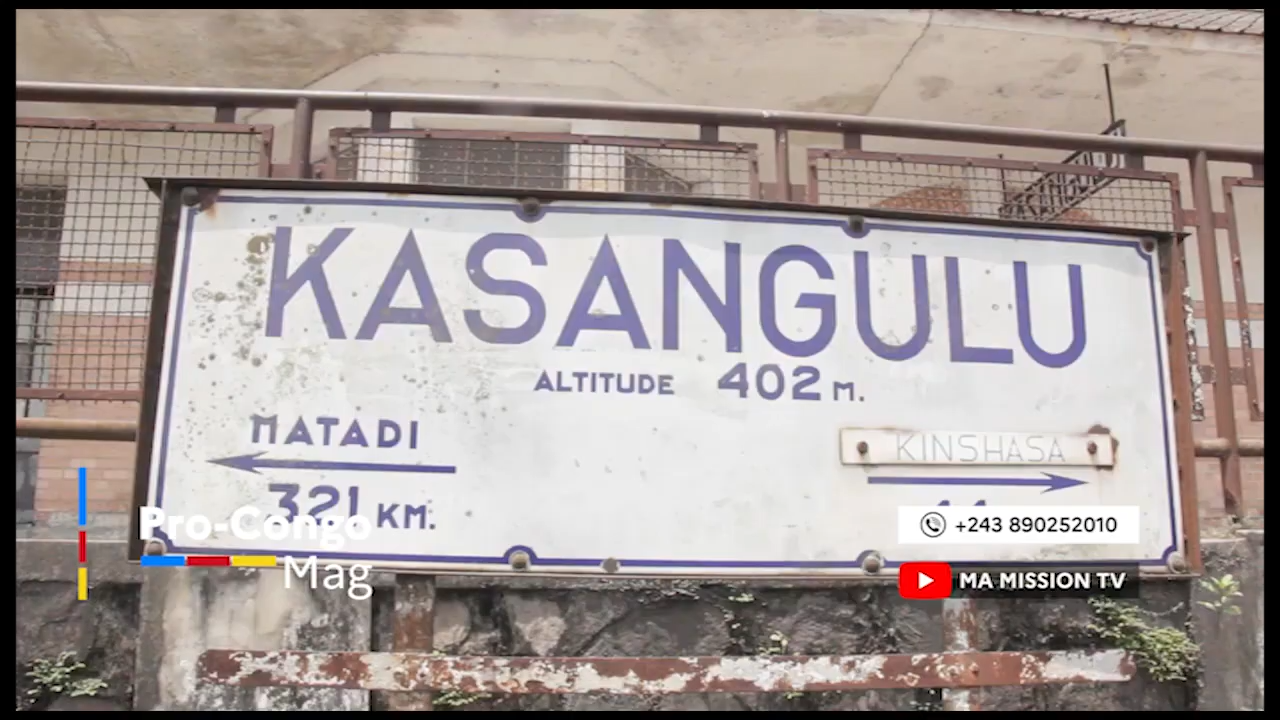 KASANGULU
ALTITUDE 402 M.
MATADI
321 KM.
KINSHASA
Pro-Congo
Mag
+243 890252010
MA MISSION TV